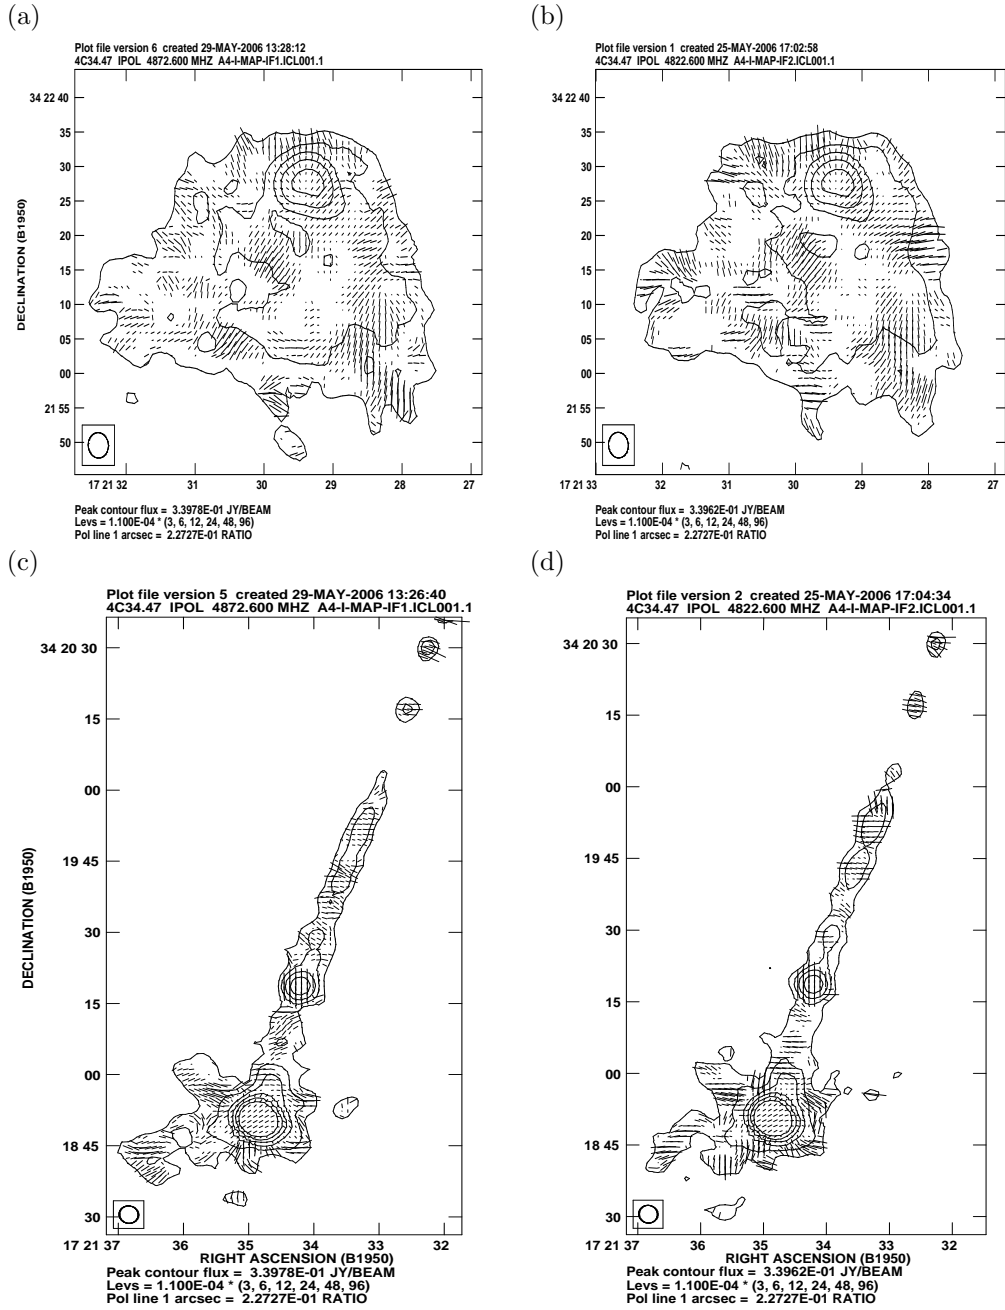 (a)
Plot file version 6 created 29-MAY-2006 13:28:12
4C34.47 IPOL 4872.600 MHZ A4-I-MAP-IF1.ICL001.1
DECLINATION (B1950)
34 22 40
35
30
25
20
15
10
05
00
21 55
50
17 21 32 31 30 29 28
Peak contour flux = 3.3978E-01 JY/BEAM
Levs = 1.100E-04 * (3, 6, 12, 24, 48, 96)
Pol line 1 arcsec = 2.2727E-01 RATIO
(b)
Plot file version 1 created 25-MAY-2006 17:02:58
4C34.47 IPOL 4822.600 MHZ A4-I-MAP-IF2.ICL001.1
34 22 40
35
30
25
20
15
10
05
00
21 55
50
17 21 33 32 31 30 29 28 27
Peak contour flux = 3.3962E-01 JY/BEAM
Levs = 1.100E-04 * (3, 6, 12, 24, 48, 96)
Pol line 1 arcsec = 2.2727E-01 RATIO
(c)
Plot file version 5 created 29-MAY-2006 13:26:40
4C34.47 IPOL 4872.600 MHZ A4-I-MAP-IF1.ICL001.1
DECLINATION (B1950)
34 20 30
15
00
19 45
30
15
00
18 45
30
17 21 37 36 35 34 33 32
RIGHT ASCENSION (B1950)
Peak contour flux = 3.3978E-01 JY/BEAM
Levs = 1.100E-04 * (3, 6, 12, 24, 48, 96)
Pol line 1 arcsec = 2.2727E-01 RATIO
(d)
Plot file version 2 created 25-MAY-2006 17:04:34
4C34.47 IPOL 4822.600 MHZ A4-I-MAP-IF2.ICL001.1
34 20 30
15
00
19 45
30
15
00
18 45
30
17 21 37 36 35 34 33 32
RIGHT ASCENSION (B1950)
Peak contour flux = 3.3962E-01 JY/BEAM
Levs = 1.100E-04 * (3, 6, 12, 24, 48, 96)
Pol line 1 arcsec = 2.2727E-01 RATIO